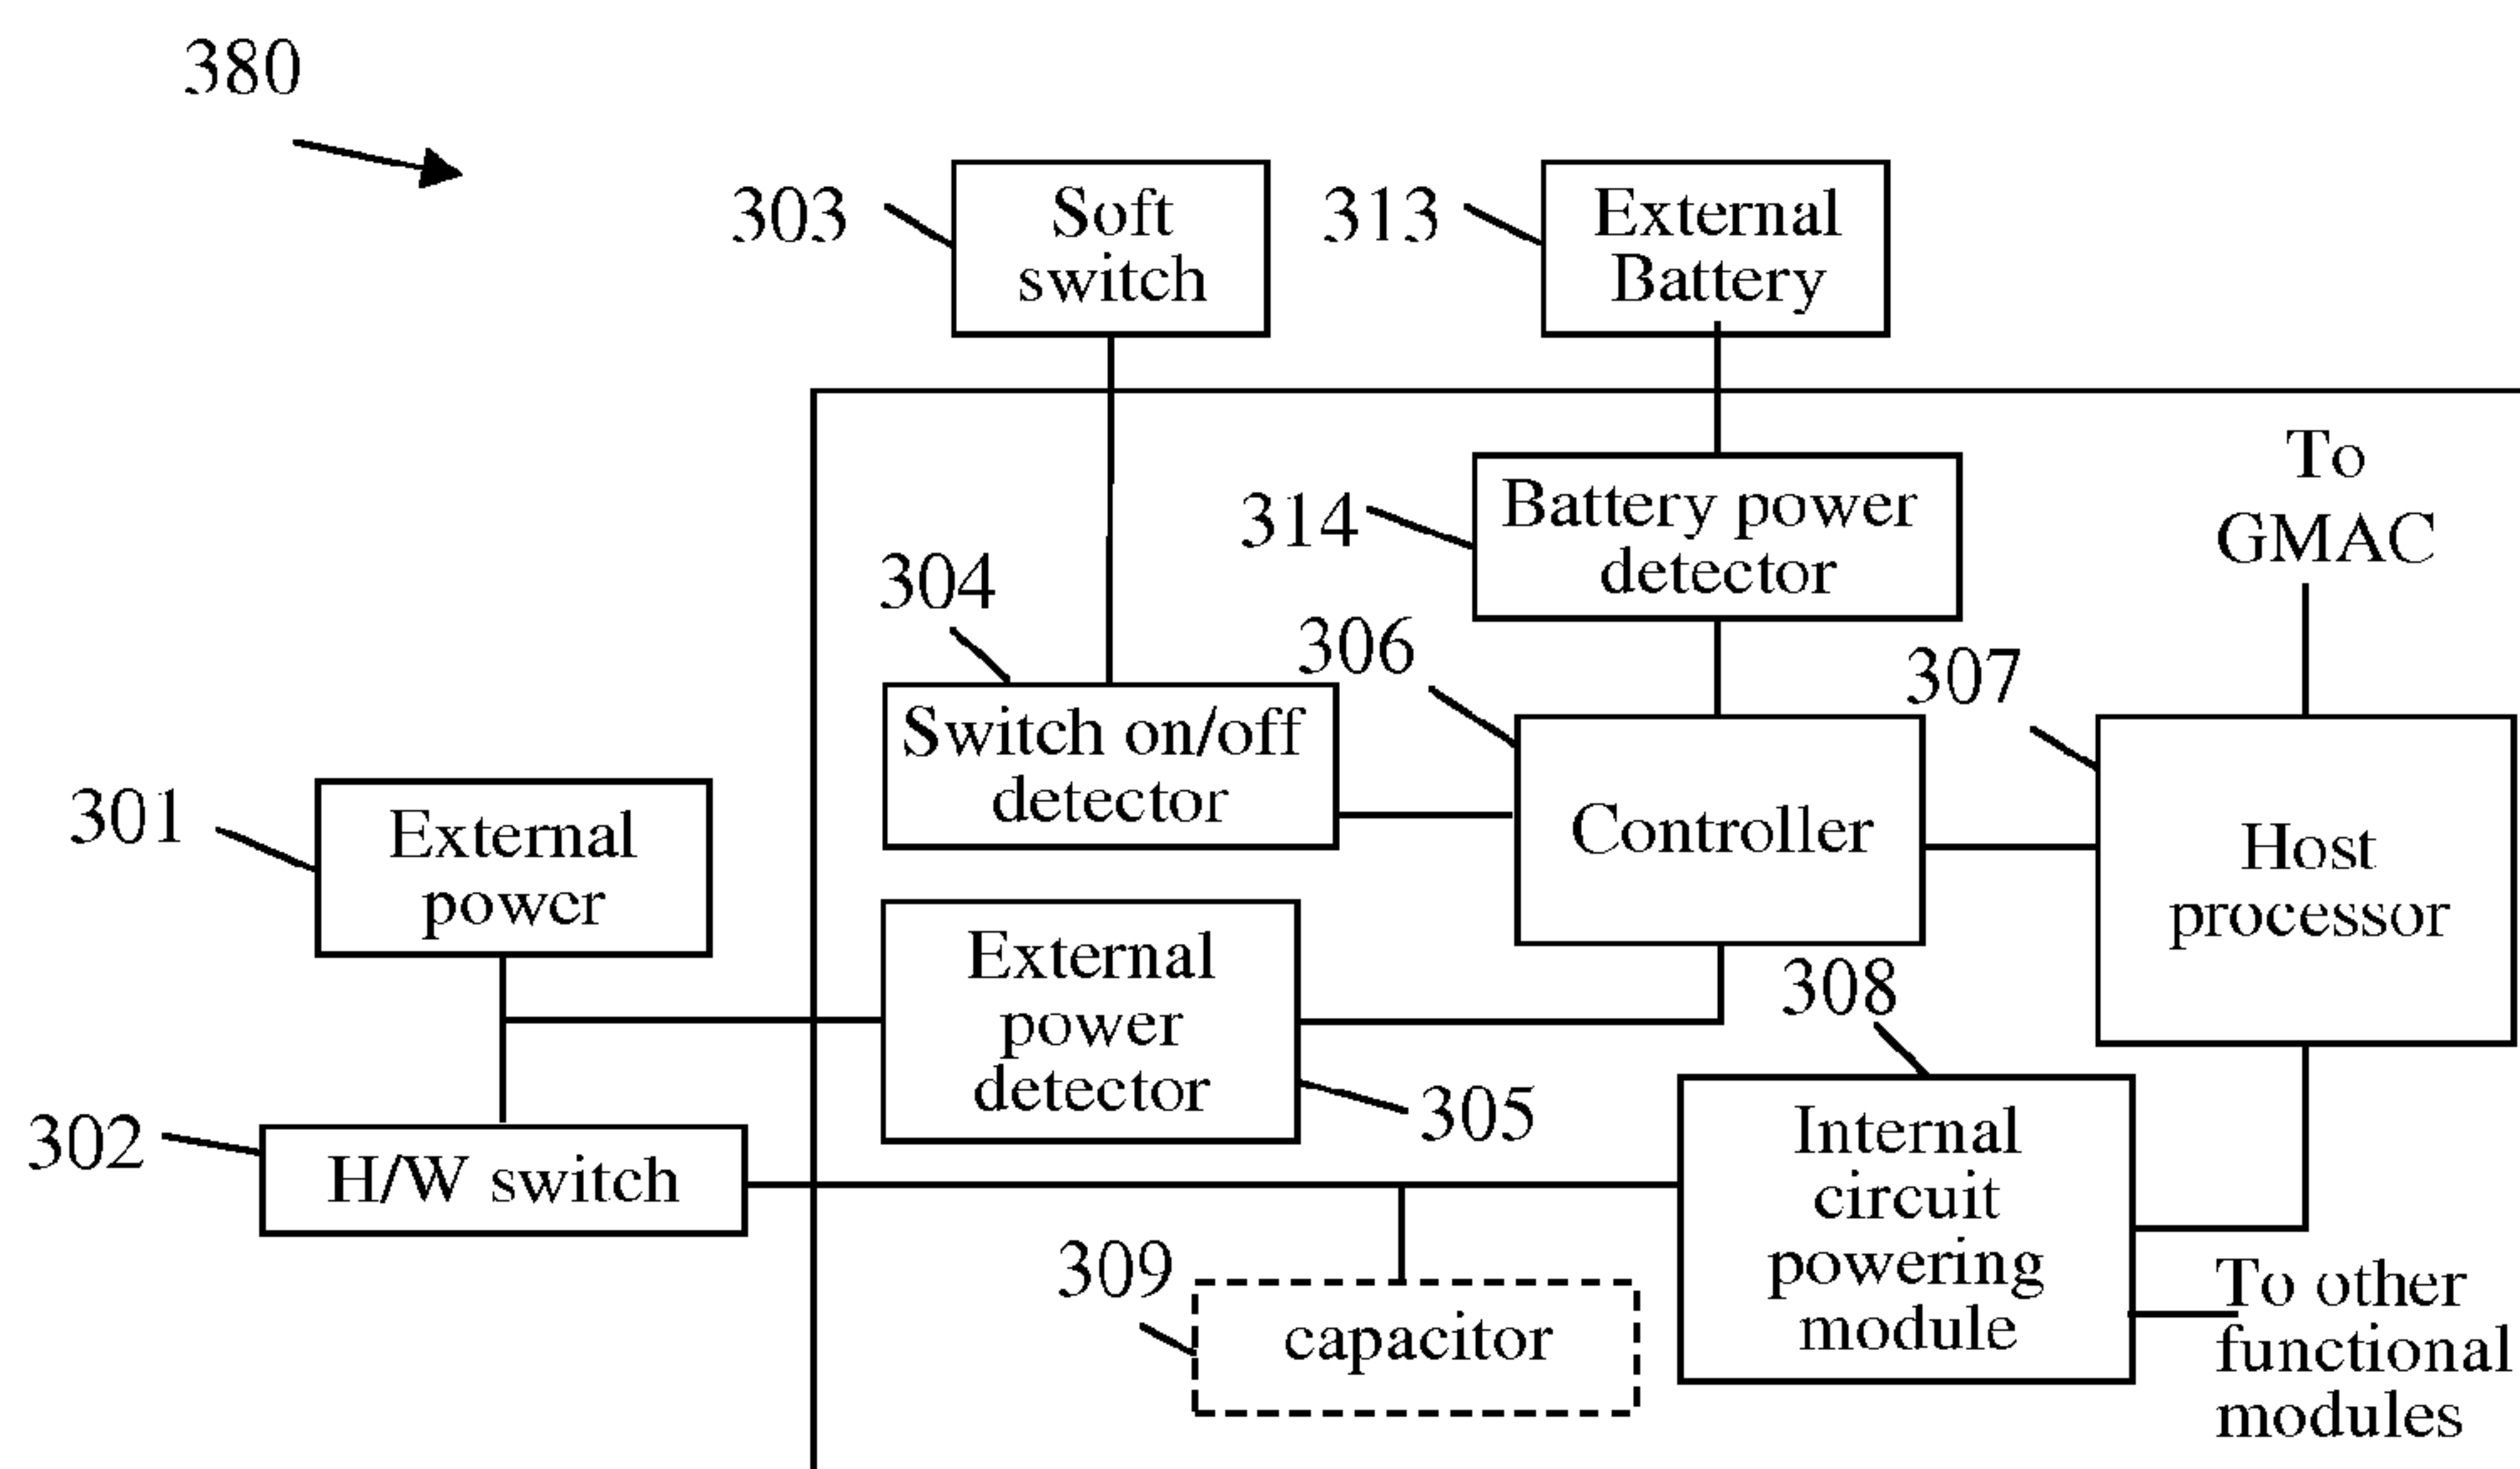 380
303
Soft
switch
313
External
Battery
To
GMAC
314
Battery power
detector
304
306
307
Switch on/off
detector
301
External
power
Controller
Host
processor
External
power
detector
308
305
302
H/W switch
Internal
circuit
powering
module
309
capacitor
To other
functional
modules